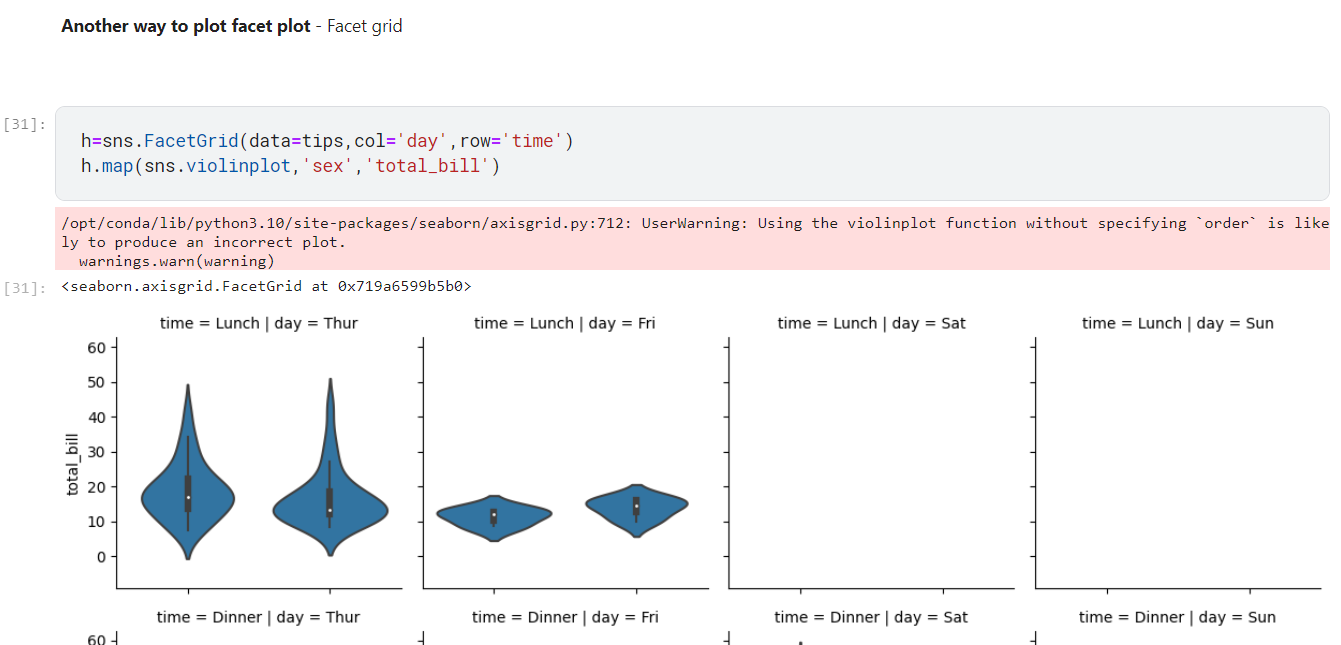 Another way to plot facet plot - Facet grid
[31]:
h=sns.FacetGrid(data=tips,col='day',row='time')
h.map(sns.violinplot,'sex','total_bill')
/opt/conda/lib/python3.10/site-packages/seaborn/axisgrid.py:712: UserWarning: Using the violinplot function without specifying `order` is like
ly to produce an incorrect plot.
  warnings.warn(warning)
[31]: <seaborn.axisgrid.FacetGrid at 0x719a6599b5b0>
time = Lunch | day = Thur
time = Lunch | day = Fri
time = Lunch | day = Sat
time = Lunch | day = Sun
60
50
40
30
20
10
0
total_bill
time = Dinner | day = Thur
time = Dinner | day = Fri
time = Dinner | day = Sat
time = Dinner | day = Sun
60